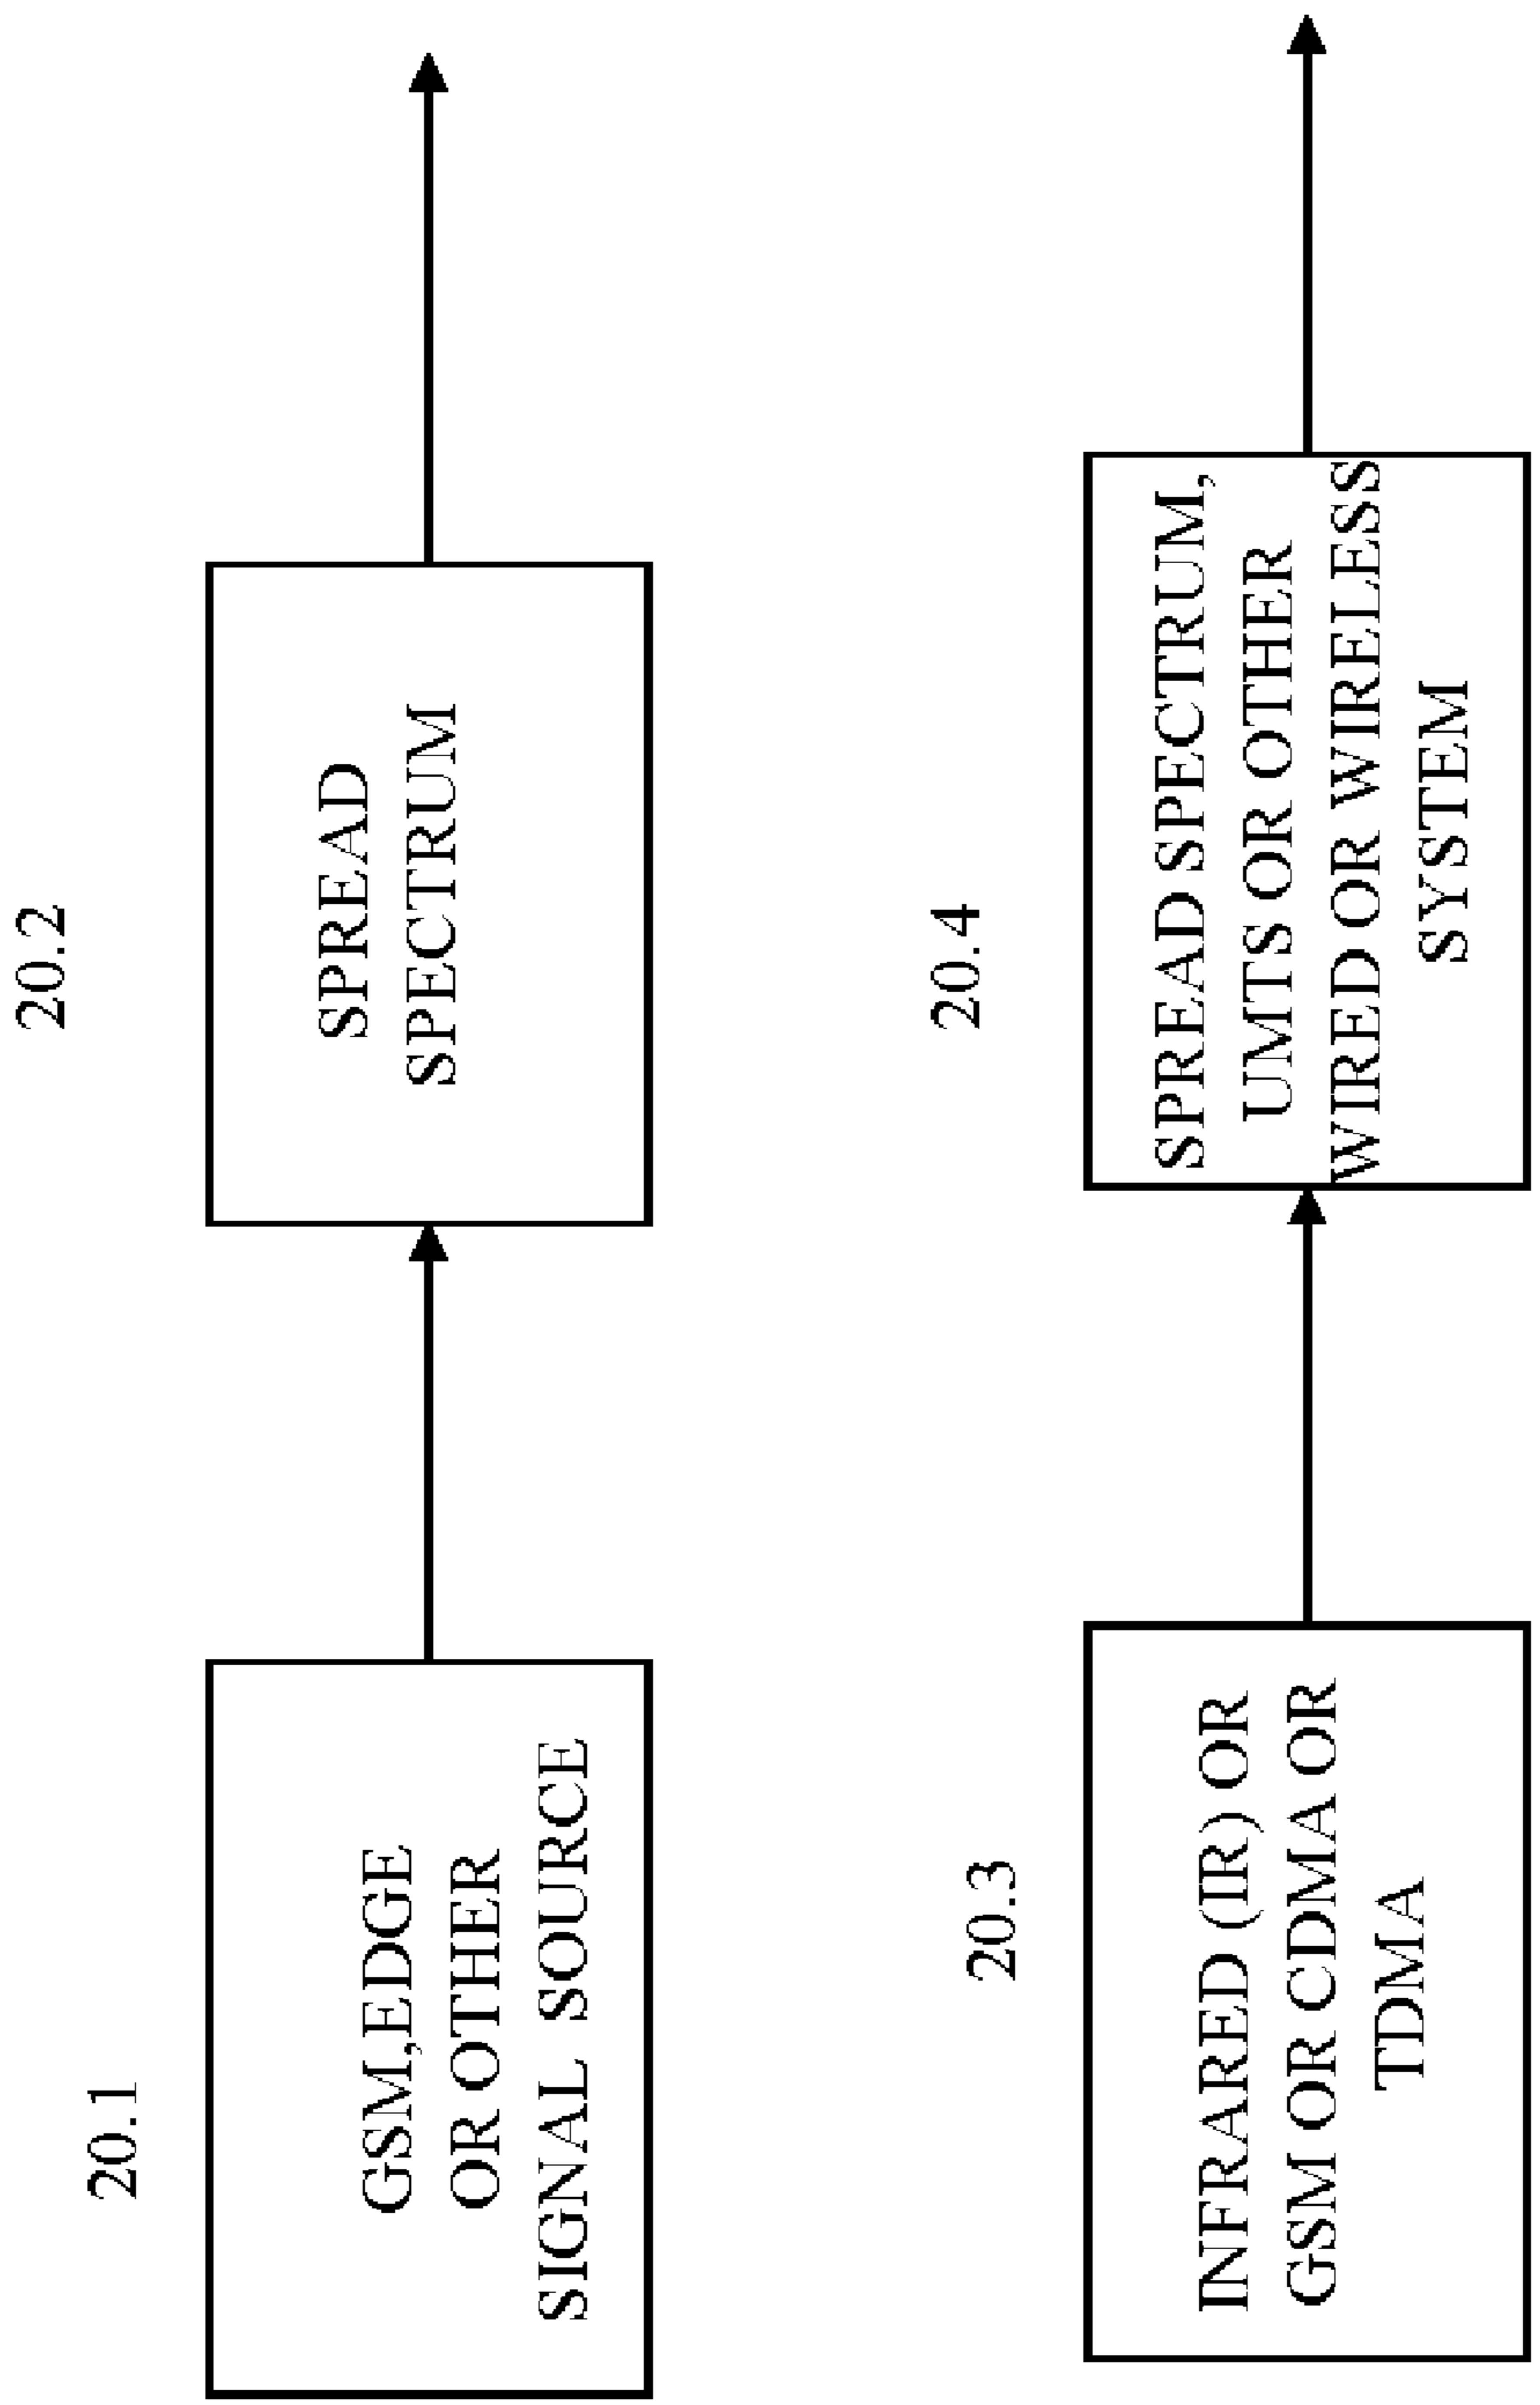 20.1
GSM,EDGE
OR OTHER
SIGNAL SOURCE
20.2
SPREAD
SPECTRUM
20.3
INFRARED (IR) OR
GSM OR CDMA OR
TDMA
20.4
SPREAD SPECTRUM,
UMTS OR OTHER
WIRED OR WIRELESS
SYSTEM